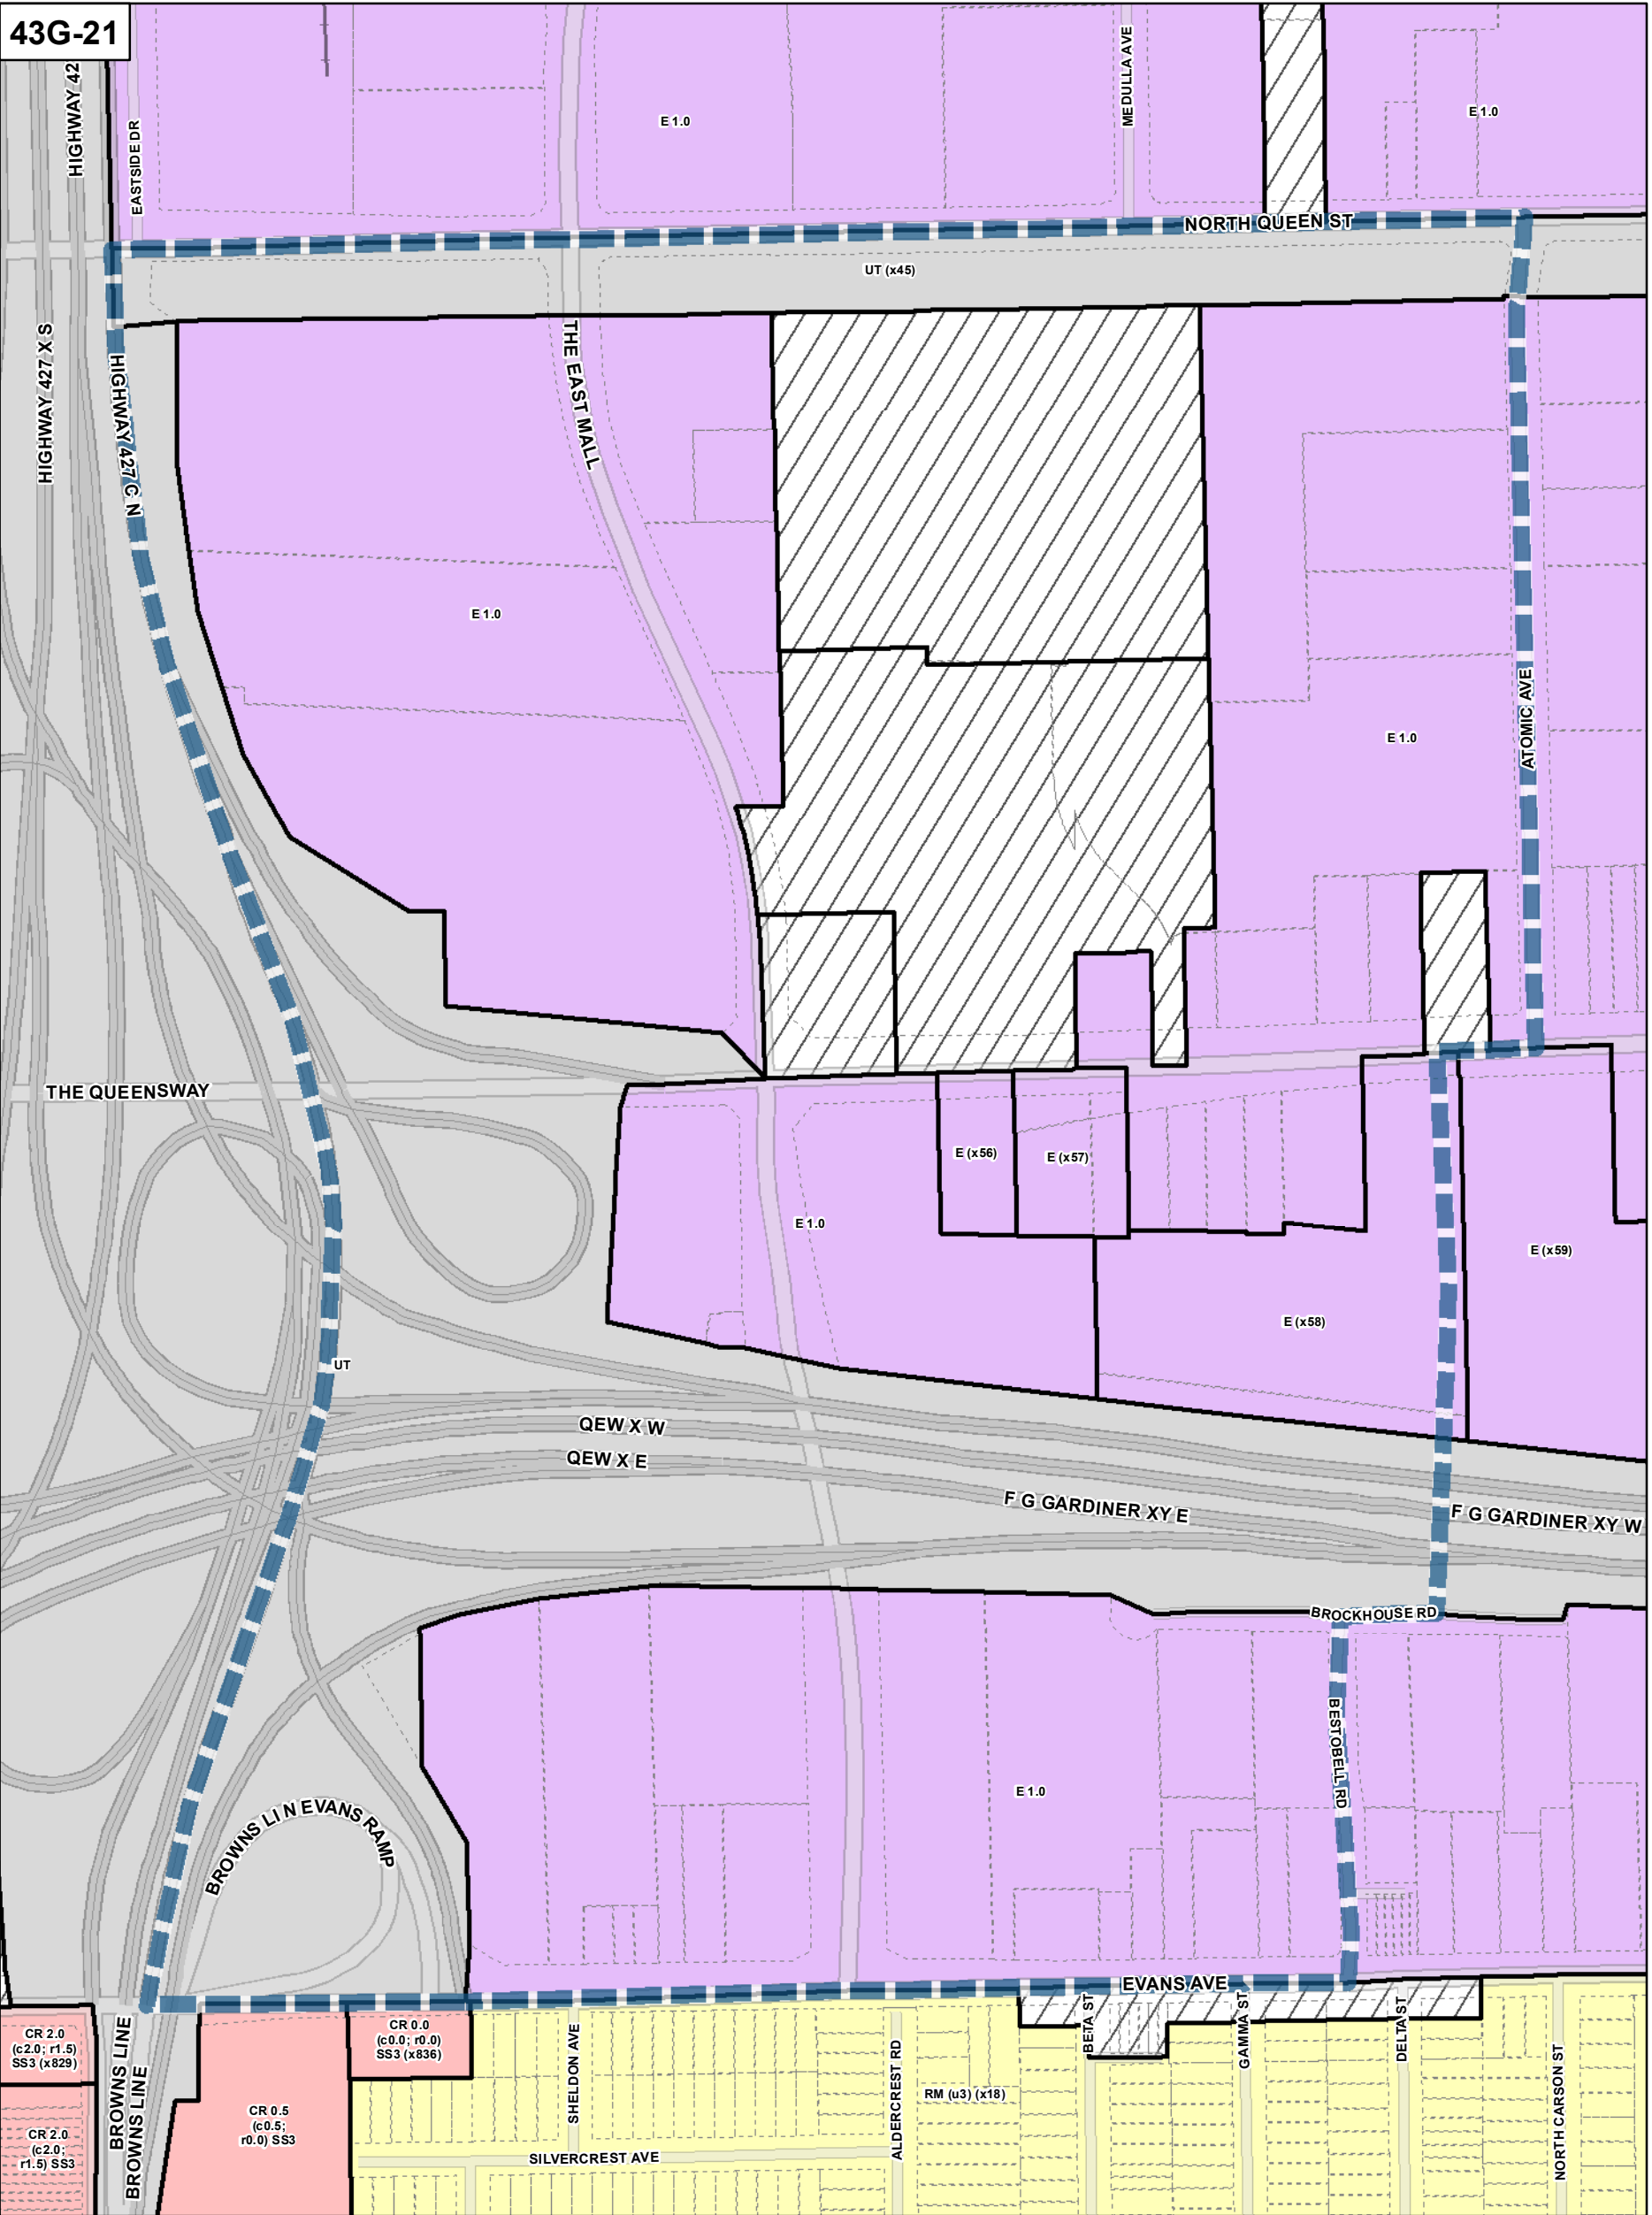 43G-21
HIGHWAY 42
EASTSIDE DR
E 1.0
MEDULLA AVE
E 1.0
NORTH QUEEN ST
UT (x45)
HIGHWAY 427 X S
HIGHWAY 427 C N
THE EAST MALL
E 1.0
E 1.0
ATOMIC AVE
THE QUEENSWAY
E (x56)
E (x57)
E 1.0
E (x59)
E (x58)
UT
QEW X W
QEW X E
F G GARDINER XY E
F G GARDINER XY W
BROCKHOUSE RD
BESTOBELL RD
E 1.0
BROWNS LI N EVANS RAMP
EVANS AVE
CR 2.0
(c2.0; r1.5)
SS3 (x829)
BROWNS LINE
BROWNS LINE
CR 0.0
(c0.0; r0.0)
SS3 (x836)
SHELDON AVE
ALDERCREST RD
BETA ST
GAMMA ST
DELTA ST
NORTH CARSON ST
RM (u3) (x18)
CR 2.0
(c2.0;
r1.5) SS3
CR 0.5
(c0.5;
r0.0) SS3
SILVERCREST AVE